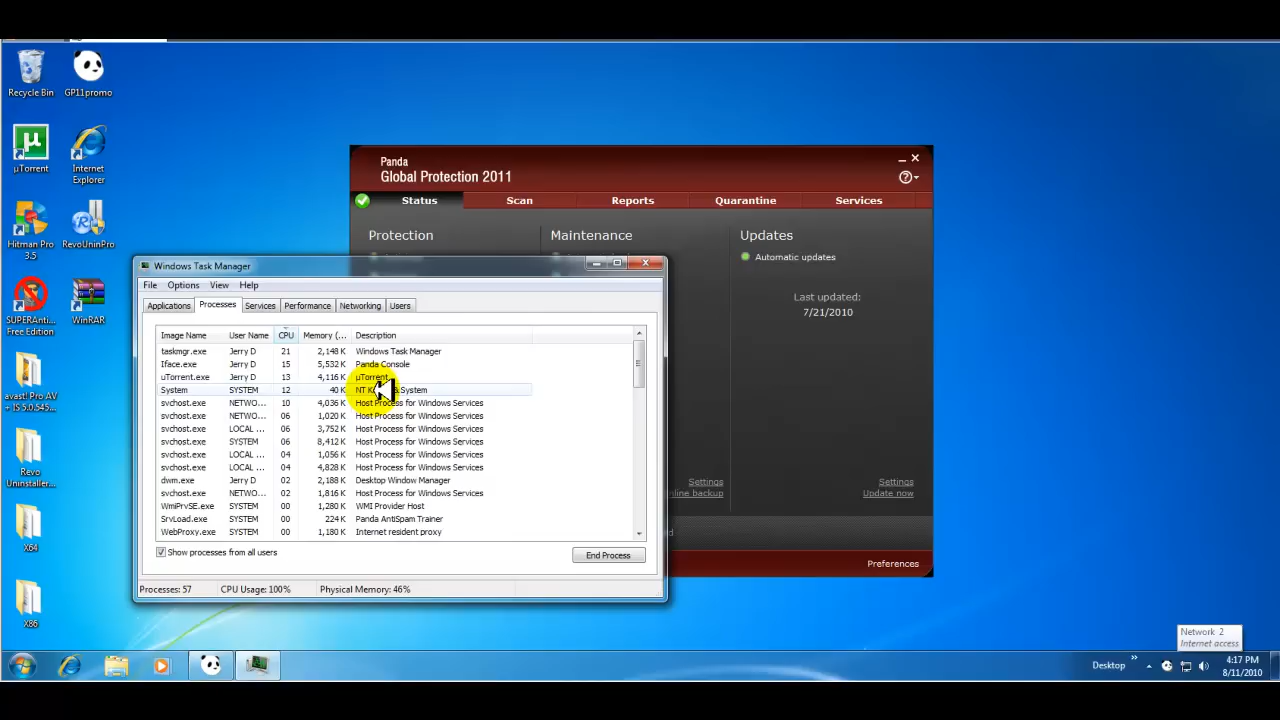 Recycle Bin
GP11promo
µTorrent
Internet
Explorer
Hitman Pro
3.5
RevoUninPro
SUPERAnti...
Free Edition
WinRAR
avast! Pro AV
+ IS 5.0.545...
Revo
Uninstaller...
X64
X86
Panda
Global Protection 2011
Status
Scan
Reports
Quarantine
Services
Protection
Maintenance
Updates
Automatic updates
Last updated:
7/21/2010
Settings
Settings
nline backup
Update now
Preferences
Windows Task Manager
File Options View Help
Applications Processes Services Performance Networking Users
Image Name User Name CPU Memory (... Description
taskmgr.exe Jerry D 21 2,148 K Windows Task Manager
Iface.exe Jerry D 15 5,532 K Panda Console
uTorrent.exe Jerry D 13 4,116 K µTorrent
System SYSTEM 12 40 K NT & System
svchost.exe NETWO... 10 4,036 K Host Process for Windows Services
svchost.exe NETWO... 06 1,020 K Host Process for Windows Services
svchost.exe LOCAL ... 06 3,752 K Host Process for Windows Services
svchost.exe SYSTEM 06 8,412 K Host Process for Windows Services
svchost.exe LOCAL ... 04 1,056 K Host Process for Windows Services
svchost.exe LOCAL ... 04 4,828 K Host Process for Windows Services
dwm.exe Jerry D 02 2,188 K Desktop Window Manager
svchost.exe NETWO... 02 1,816 K Host Process for Windows Services
WmiPrvSE.exe SYSTEM 00 1,280 K WMI Provider Host
SrvLoad.exe SYSTEM 00 224 K Panda AntiSpam Trainer
WebProxy.exe SYSTEM 00 1,180 K Internet resident proxy
Show processes from all users
End Process
Processes: 57 CPU Usage: 100% Physical Memory: 46%
Network 2
Internet access
Desktop
4:17 PM
8/11/2010